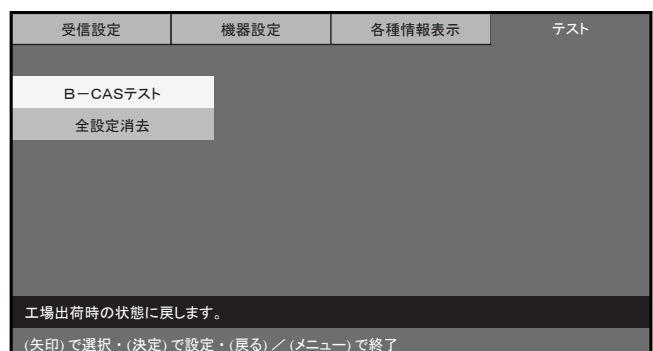 受信設定 機器設定 各種情報表示 テスト
B－CASテスト
全設定消去
工場出荷時の状態に戻します。
(矢印)で選択・(決定)で設定・(戻る)／(メニュー)で終了